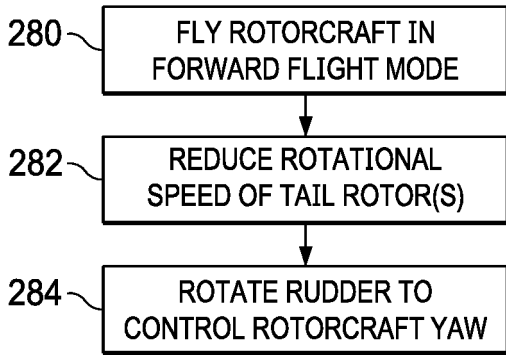 280
FLY ROTORCRAFT IN
FORWARD FLIGHT MODE
282
REDUCE ROTATIONAL
SPEED OF TAIL ROTOR(S)
284
ROTATE RUDDER TO
CONTROL ROTORCRAFT YAW